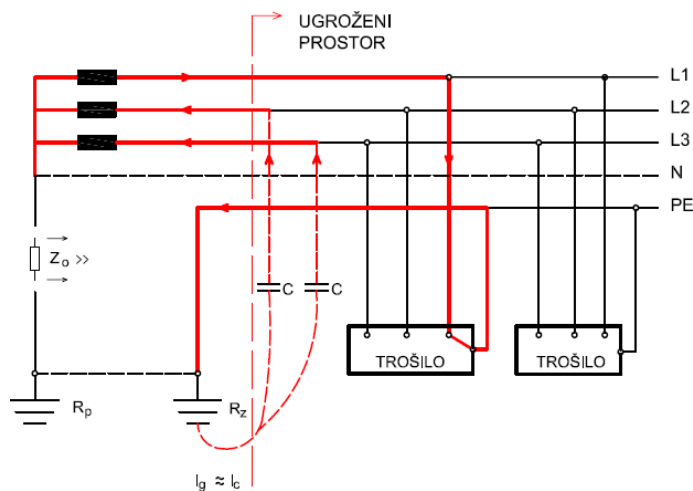 UGROŽENI
PROSTOR
L1
L2
L3
N
PE
Zo >>
C
C
TROŠILO
TROŠILO
Rp
Rz
Ig ≈ Ic